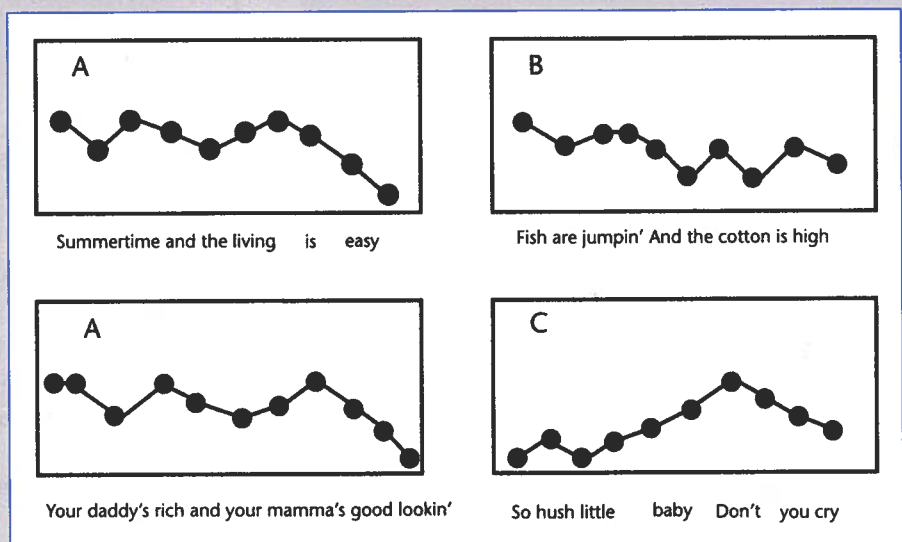 A
B
Summertime and the living is easy
Fish are jumpin' And the cotton is high
A
C
Your daddy's rich and your mamma's good lookin'
So hush little baby Don't you cry